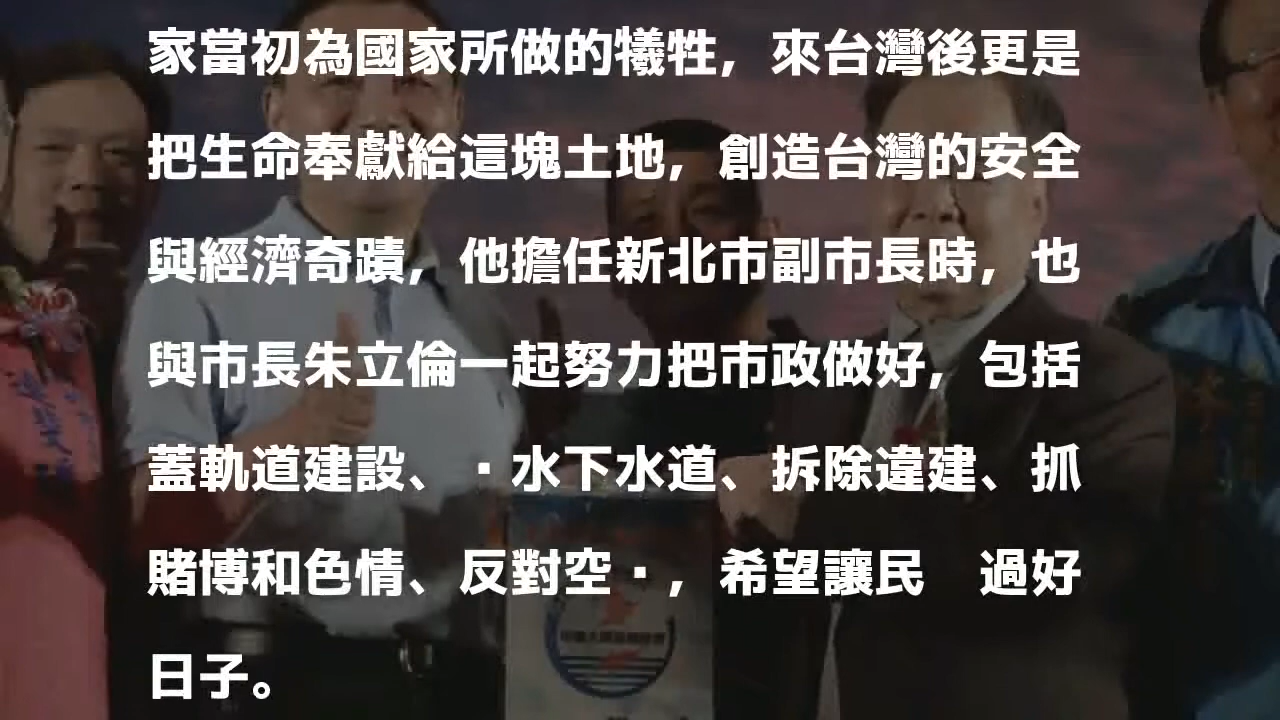 家當初為國家所做的犧牲，來台灣後更是
把生命奉獻給這塊土地，創造台灣的安全
與經濟奇蹟，他擔任新北市副市長時，也
與市長朱立倫一起努力把市政做好，包括
蓋軌道建設、·水下水道、拆除違建、抓
賭博和色情、反對空·，希望讓民　過好
日子。